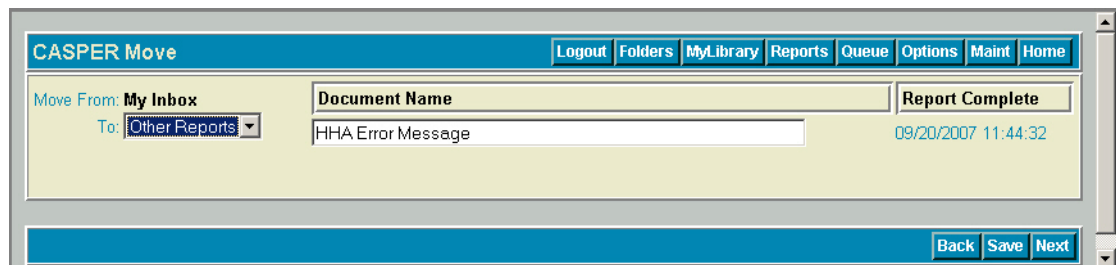 CASPER Move Logout Folders MyLibrary Reports Queue Options Maint Home
Move From: My Inbox Document Name Report Complete
To: Other Reports HHA Error Message 09/20/2007 11:44:32
Back Save Next